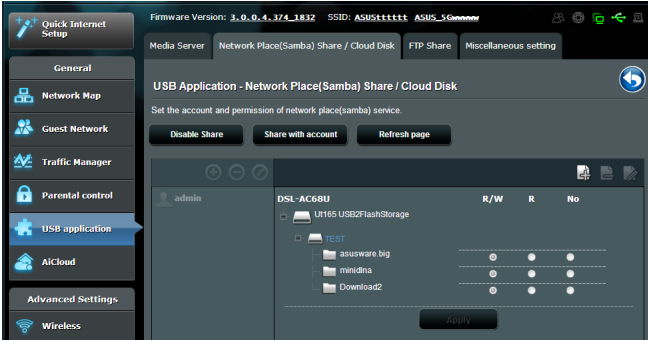 Quick Internet
Setup
Firmware Version: 3.0.0.4.374_1832 SSID: ASUStttttt ASUS_5Gnnnnnn
Media Server
Network Place(Samba) Share / Cloud Disk
FTP Share
Miscellaneous setting
General
Network Map
Guest Network
Traffic Manager
Parental control
USB application
AiCloud
Advanced Settings
Wireless
USB Application - Network Place(Samba) Share / Cloud Disk
Set the account and permission of network place(samba) service.
Disable Share
Share with account
Refresh page
admin
DSL-AC68U R/W R No
Ut165 USB2FlashStorage
TEST
asusware.big
minidlna
Download2
Apply